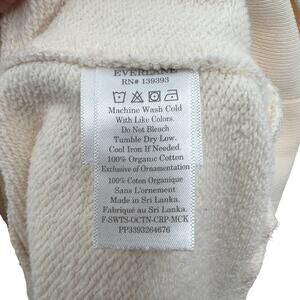 EVERLANE
RN# 139393
Machine Wash Cold
With Like Colors.
Do Not Bleach
Tumble Dry Low.
Cool Iron If Needed.
100% Organic Cotton
Exclusive of Ornamentation
100% Coton Organique
Sans L'ornement
Made in Sri Lanka.
Fabriqué au Sri Lanka.
F-SWTS-OCTN-CRP-MCK
PP3393264676